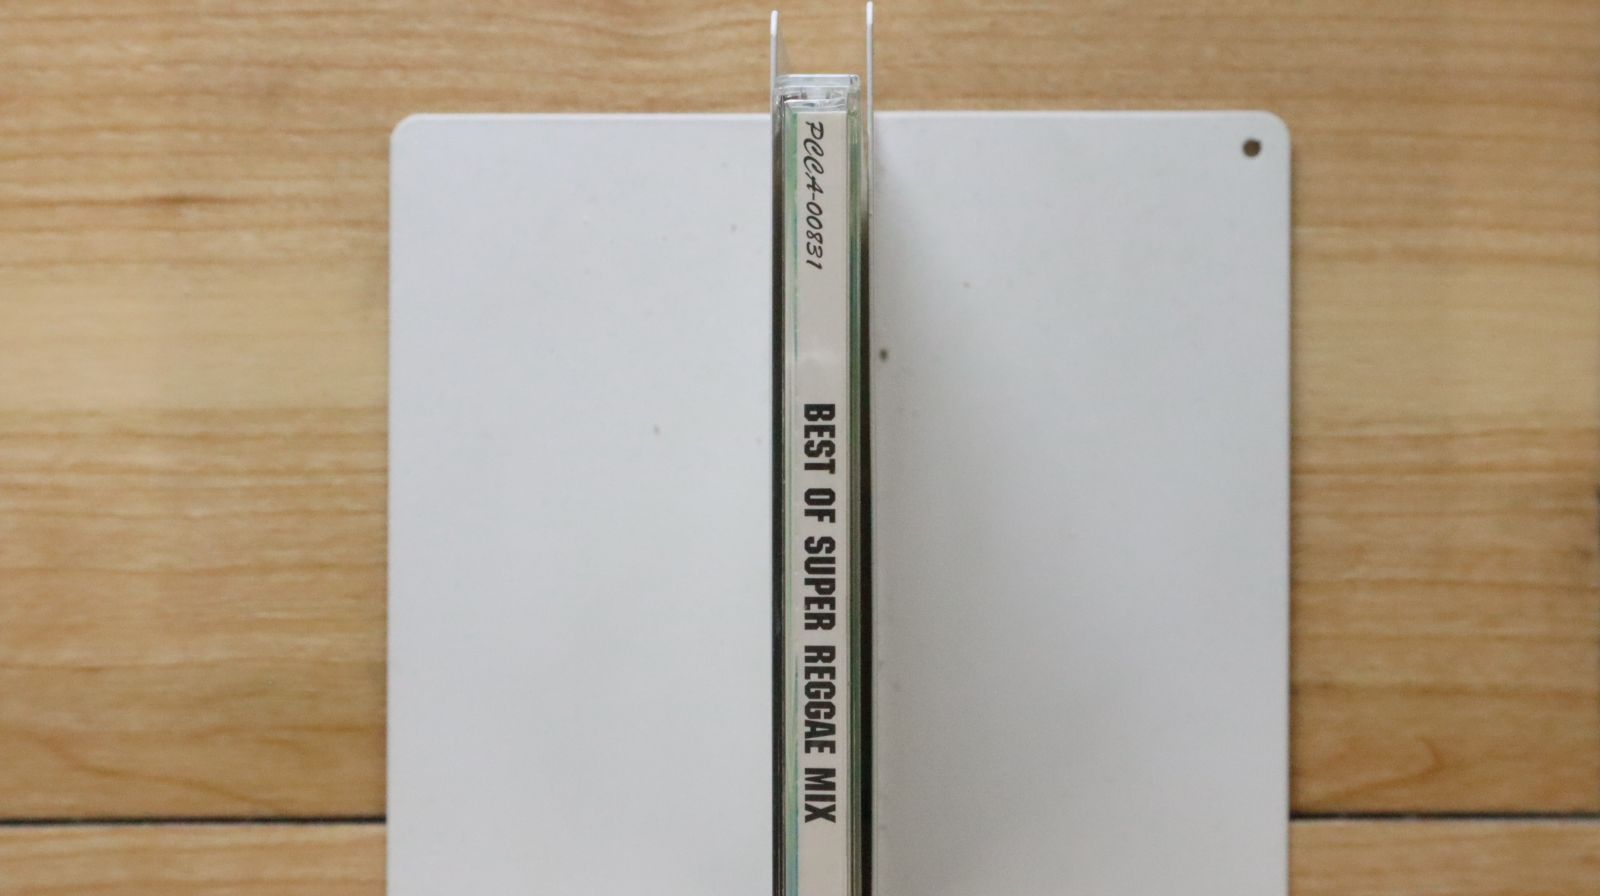 PCCA-00831
BEST OF SUPER REGGAE MIX